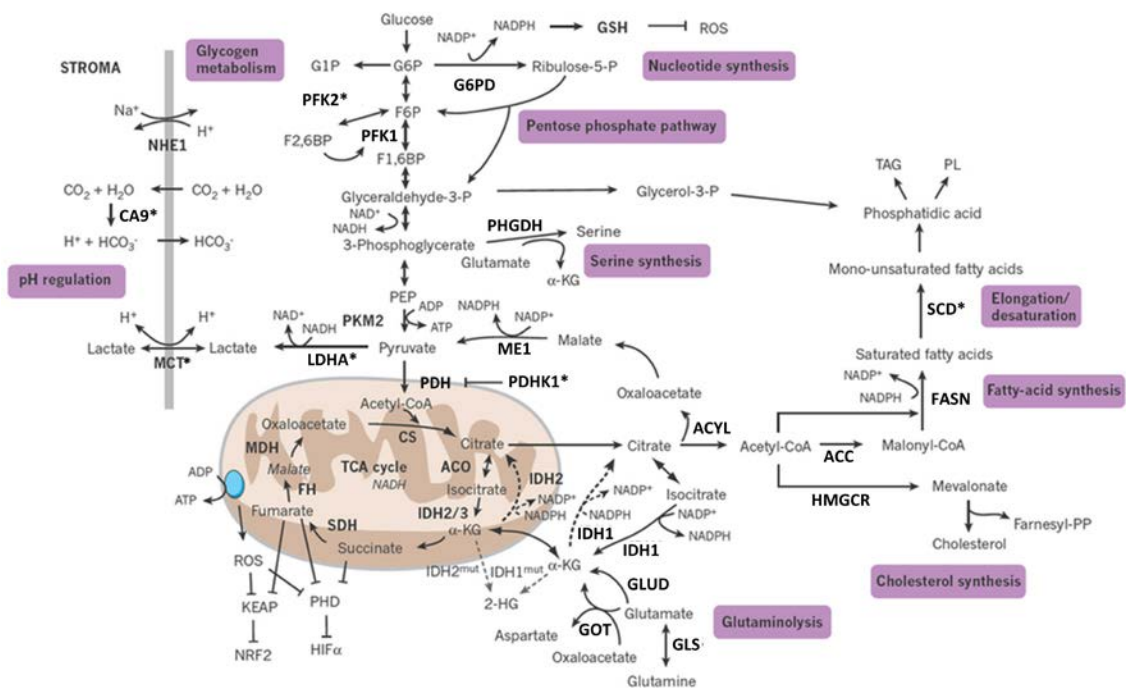 Glucose
NADP⁺
NADPH
GSH
ROS
Glycogen
metabolism
STROMA
G1P
G6P
G6PD
Ribulose-5-P
Nucleotide synthesis
PFK2*
F6P
Na⁺
H⁺
NHE1
F2,6BP
PFK1
F1,6BP
Pentose phosphate pathway
TAG
PL
CO₂ + H₂O
CO₂ + H₂O
CA9*
Glyceraldehyde-3-P
Glycerol-3-P
Phosphatidic acid
NAD⁺
NADH
H⁺ + HCO₃⁻
HCO₃⁻
3-Phosphoglycerate
PHGDH
Serine
Glutamate
α-KG
Serine synthesis
pH regulation
Mono-unsaturated fatty acids
PEP
ADP
ATP
PKM2
NADPH
NADP⁺
SCD*
Elongation/
desaturation
H⁺
H⁺
NAD⁺
NADH
Lactate
Lactate
MCT*
LDHA*
Pyruvate
ME1
Malate
Saturated fatty acids
PDH
PDHK1*
Oxaloacetate
NADP⁺
NADPH
FASN
Fatty-acid synthesis
Acetyl-CoA
Oxaloacetate
CS
Citrate
Citrate
ACYL
Acetyl-CoA
ACC
Malonyl-CoA
MDH
Malate
TCA cycle
NADH
ACO
IDH2
ADP
ATP
FH
Isocitrate
NADP⁺
NADPH
NADP⁺
NADPH
Isocitrate
NADP⁺
NADPH
HMGCR
Mevalonate
Farnesyl-PP
Cholesterol
Fumarate
IDH2/3
α-KG
IDH1
IDH1
SDH
Succinate
ROS
IDH2ᵐᵘᵗ
IDH1ᵐᵘᵗ
α-KG
GLUD
Cholesterol synthesis
KEAP
PHD
2-HG
Glutamate
Glutaminolysis
NRF2
HIFα
Aspartate
GOT
Oxaloacetate
GLS
Glutamine